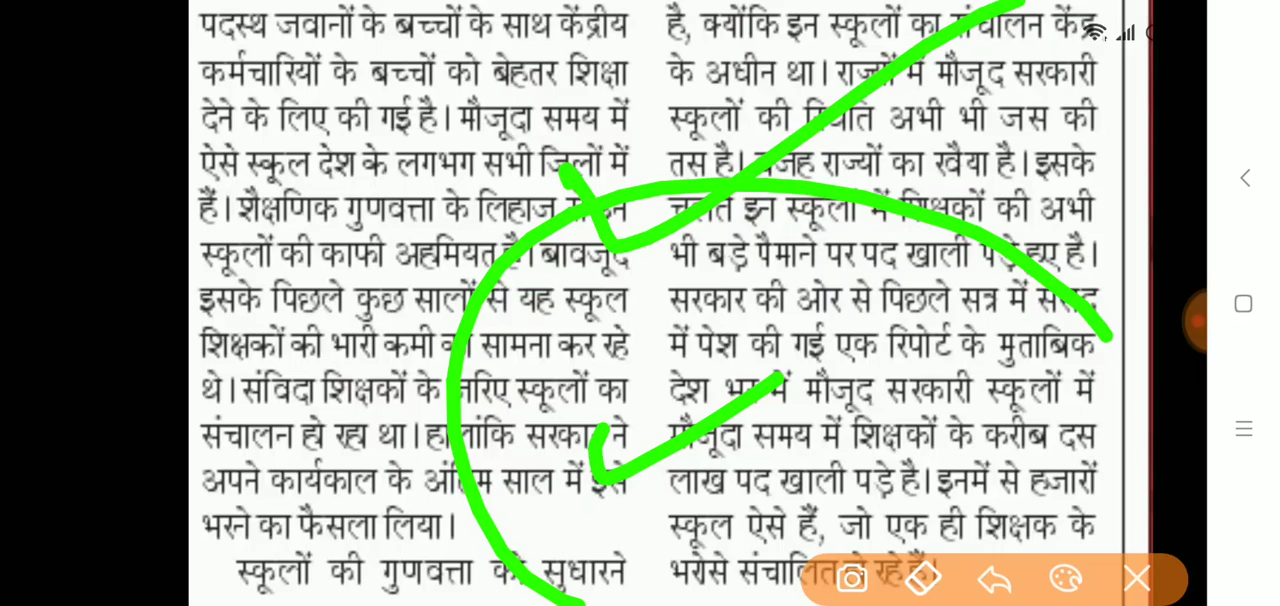 पदस्थ जवानों के बच्चों के साथ केंद्रीय
कर्मचारियों के बच्चों को बेहतर शिक्षा
देने के लिए की गई है। मौजूदा समय में
ऐसे स्कूल देश के लगभग सभी जिलों में
हैं। शैक्षणिक गुणवत्ता के लिहाज से इन
स्कूलों की काफी अहमियत है। बावजूद
इसके पिछले कुछ सालों से यह स्कूल
शिक्षकों की भारी कमी का सामना कर रहे
थे। संविदा शिक्षकों के जरिए स्कूलों का
संचालन हो रहा था। हालांकि सरकार ने
अपने कार्यकाल के अंतिम साल में इसे
भरने का फैसला लिया।
स्कूलों की गुणवत्ता को सुधारने
है, क्योंकि इन स्कूलों का संचालन केंद्र
के अधीन था। राज्यों में मौजूद सरकारी
स्कूलों की स्थिति अभी भी जस की
तस है। वजह राज्यों का रवैया है। इसके
चलते इन स्कूलों में शिक्षकों की अभी
भी बड़े पैमाने पर पद खाली पड़े हुए है।
सरकार की ओर से पिछले सत्र में संसद
में पेश की गई एक रिपोर्ट के मुताबिक
देश भर में मौजूद सरकारी स्कूलों में
मौजूदा समय में शिक्षकों के करीब दस
लाख पद खाली पड़े है। इनमें से हजारों
स्कूल ऐसे हैं, जो एक ही शिक्षक के
भरोसे संचालित हो रहे हैं।